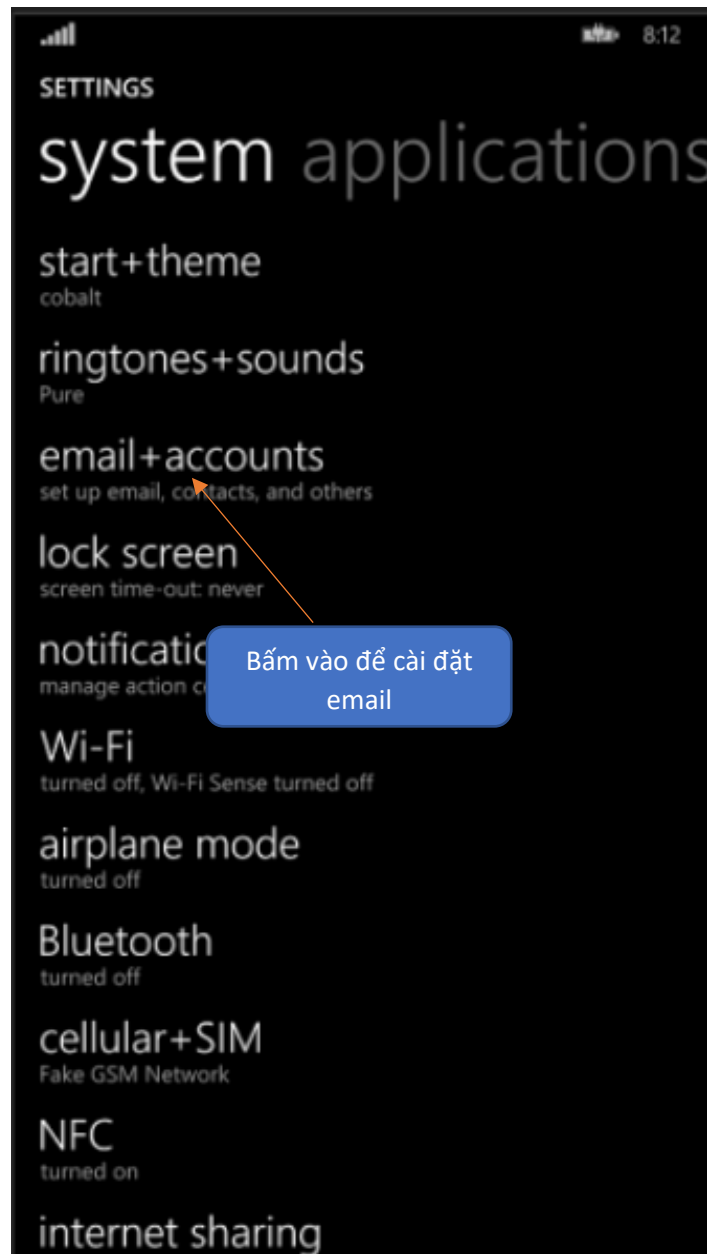 8:12
SETTINGS
system applications
start+theme
cobalt
ringtones+sounds
Pure
email+accounts
set up email, contacts, and others
lock screen
screen time-out: never
notificatio
manage action c
Bấm vào để cài đặt
email
Wi-Fi
turned off, Wi-Fi Sense turned off
airplane mode
turned off
Bluetooth
turned off
cellular+SIM
Fake GSM Network
NFC
turned on
internet sharing